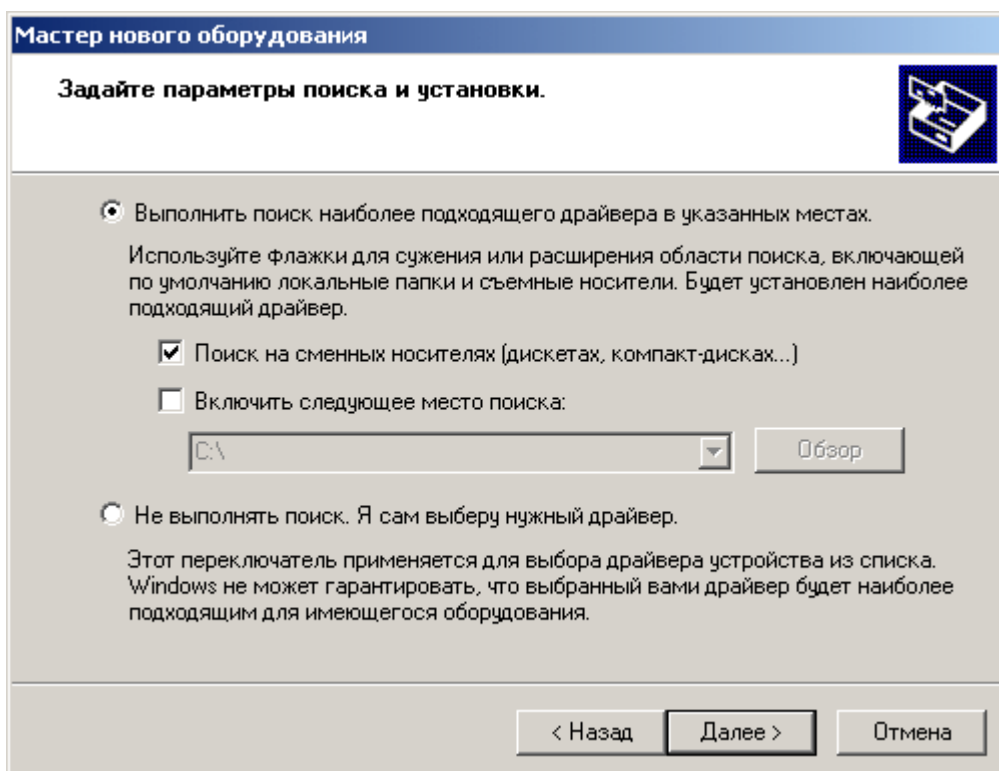 Мастер нового оборудования
Задайте параметры поиска и установки.
Выполнить поиск наиболее подходящего драйвера в указанных местах.
Используйте флажки для сужения или расширения области поиска, включающей
по умолчанию локальные папки и съемные носители. Будет установлен наиболее
подходящий драйвер.
Поиск на сменных носителях (дискетах, компакт-дисках...)
Включить следующее место поиска:
C:\
Обзор
Не выполнять поиск. Я сам выберу нужный драйвер.
Этот переключатель применяется для выбора драйвера устройства из списка.
Windows не может гарантировать, что выбранный вами драйвер будет наиболее
подходящим для имеющегося оборудования.
< Назад Далее > Отмена